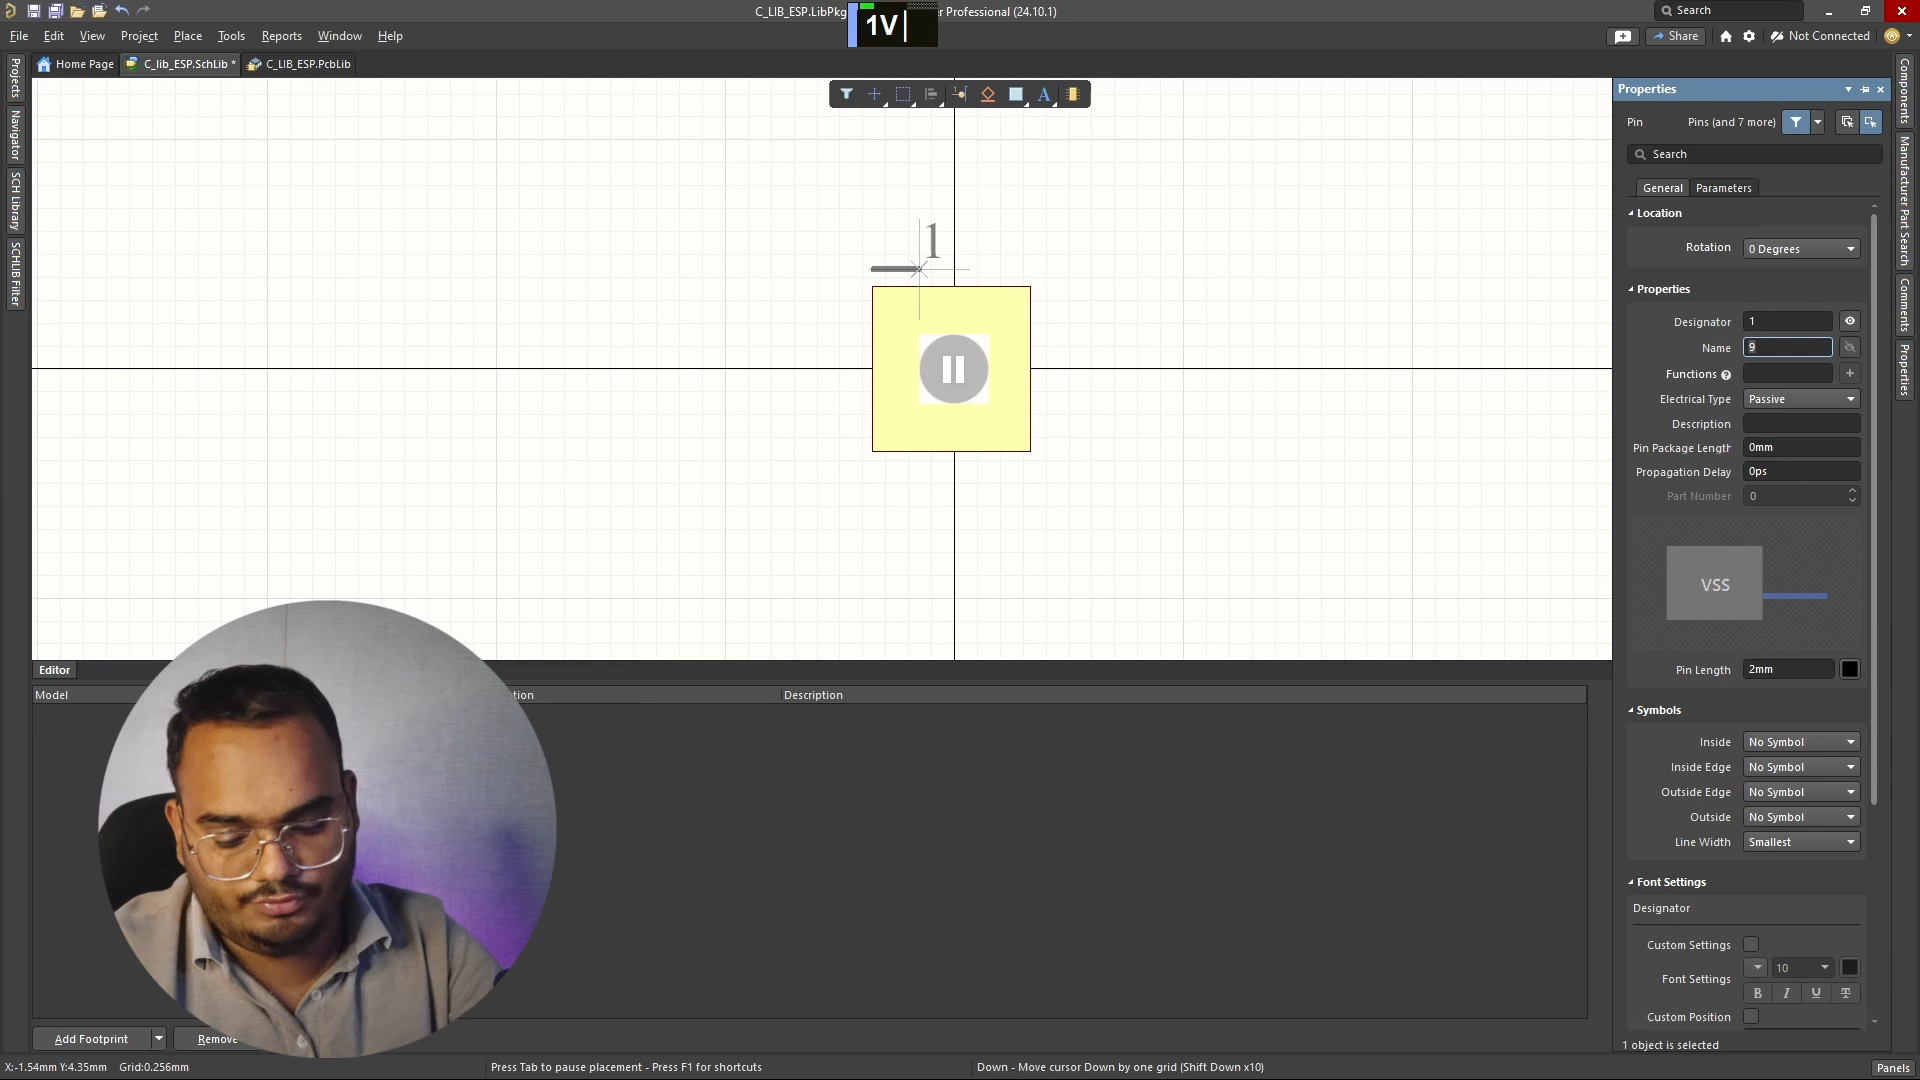 C_LIB_ESP.LibPkg
1V
r Professional (24.10.1)
Search
File Edit View Project Place Tools Reports Window Help
Share
Not Connected
Home Page
C_lib_ESP.SchLib *
C_LIB_ESP.PcbLib
Projects
Navigator
SCH Library
SCHLIB Filter
A
1
Properties
Pin
Pins (and 7 more)
Search
General Parameters
Location
Rotation 0 Degrees
Properties
Designator 1
Name 9
Functions
Electrical Type Passive
Description
Pin Package Length 0mm
Propagation Delay 0ps
Part Number 0
VSS
Pin Length 2mm
Symbols
Inside No Symbol
Inside Edge No Symbol
Outside Edge No Symbol
Outside No Symbol
Line Width Smallest
Font Settings
Designator
Custom Settings
Font Settings 10
B I U T
Custom Position
1 object is selected
Components
Manufacturer Part Search
Comments
Properties
Editor
Model
tion
Description
Add Footprint
Remove
X:-1.54mm Y:4.35mm Grid:0.256mm
Press Tab to pause placement - Press F1 for shortcuts
Down - Move cursor Down by one grid (Shift Down x10)
Panels